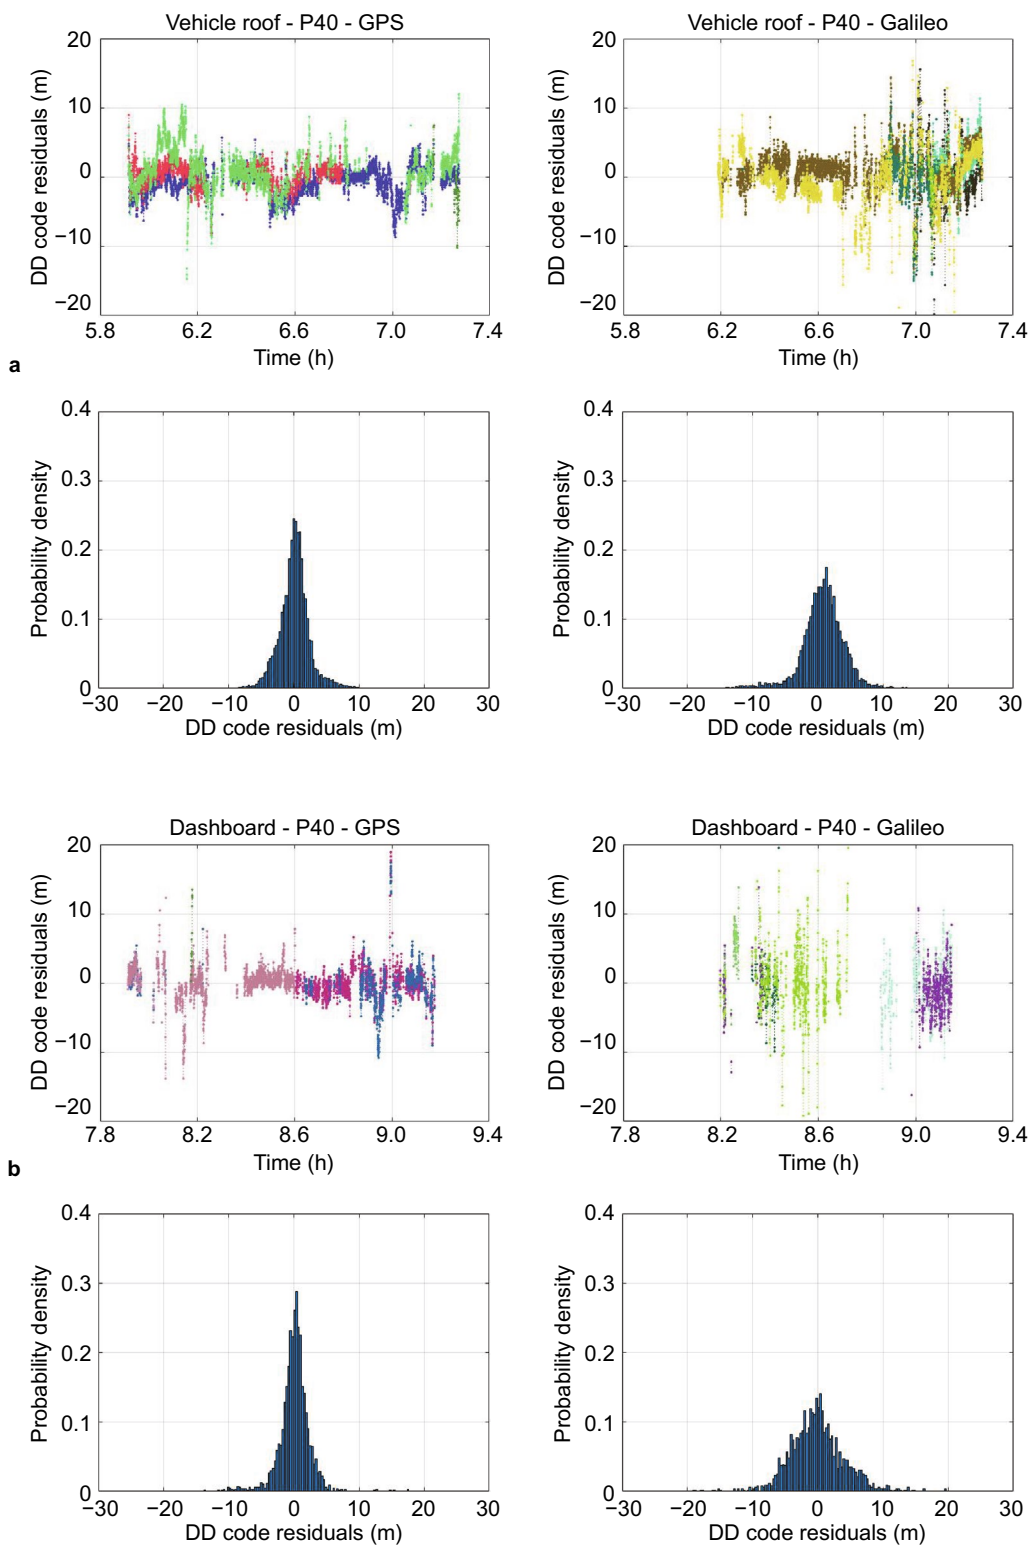 Vehicle roof - P40 - GPS
DD code residuals (m)
20
10
0
−10
−20
5.8 6.2 6.6 7.0 7.4
Time (h)
Vehicle roof - P40 - Galileo
DD code residuals (m)
20
10
0
−10
−20
5.8 6.2 6.6 7.0 7.4
Time (h)
a
Probability density
0.4
0.3
0.2
0.1
0
−30 −20 −10 0 10 20 30
DD code residuals (m)
Probability density
0.4
0.3
0.2
0.1
0
−30 −20 −10 0 10 20 30
DD code residuals (m)
Dashboard - P40 - GPS
DD code residuals (m)
20
10
0
−10
−20
7.8 8.2 8.6 9.0 9.4
Time (h)
Dashboard - P40 - Galileo
DD code residuals (m)
20
10
0
−10
−20
7.8 8.2 8.6 9.0 9.4
Time (h)
b
Probability density
0.4
0.3
0.2
0.1
0
−30 −20 −10 0 10 20 30
DD code residuals (m)
Probability density
0.4
0.3
0.2
0.1
0
−30 −20 −10 0 10 20 30
DD code residuals (m)